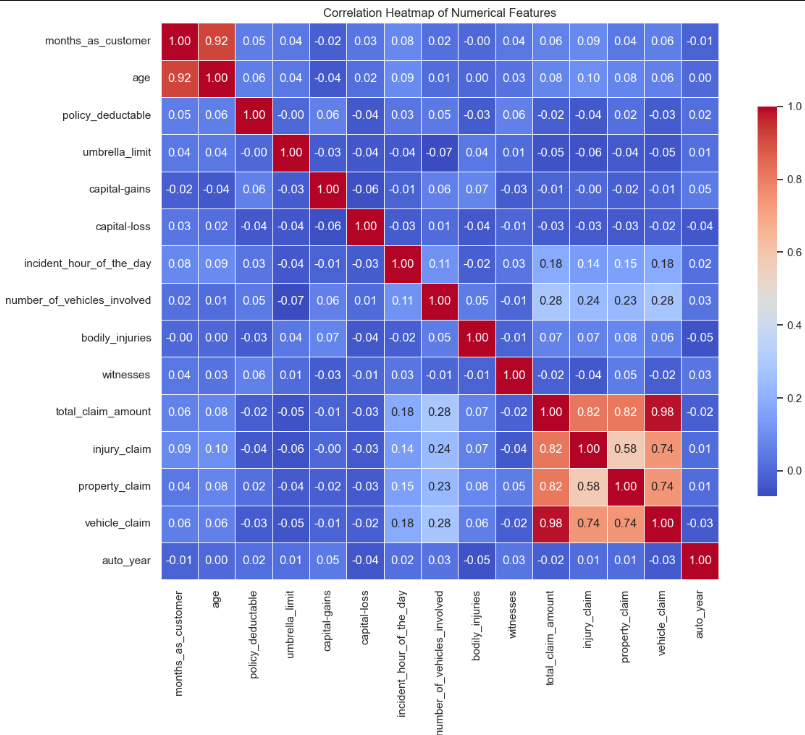 Correlation Heatmap of Numerical Features
months_as_customer 1.00 0.92 0.05 0.04 -0.02 0.03 0.08 0.02 -0.00 0.04 0.06 0.09 0.04 0.06 -0.01
age 0.92 1.00 0.06 0.04 -0.04 0.02 0.09 0.01 0.00 0.03 0.08 0.10 0.08 0.06 0.00
policy_deductable 0.05 0.06 1.00 -0.00 0.06 -0.04 0.03 0.05 -0.03 0.06 -0.02 -0.04 0.02 -0.03 0.02
umbrella_limit 0.04 0.04 -0.00 1.00 -0.03 -0.04 -0.04 -0.07 0.04 0.01 -0.05 -0.06 -0.04 -0.05 0.01
capital-gains -0.02 -0.04 0.06 -0.03 1.00 -0.06 -0.01 0.06 0.07 -0.03 -0.01 -0.00 -0.02 -0.01 0.05
capital-loss 0.03 0.02 -0.04 -0.04 -0.06 1.00 -0.03 0.01 -0.04 -0.01 -0.03 -0.03 -0.03 -0.02 -0.04
incident_hour_of_the_day 0.08 0.09 0.03 -0.04 -0.01 -0.03 1.00 0.11 -0.02 0.03 0.18 0.14 0.15 0.18 0.02
number_of_vehicles_involved 0.02 0.01 0.05 -0.07 0.06 0.01 0.11 1.00 0.05 -0.01 0.28 0.24 0.23 0.28 0.03
bodily_injuries -0.00 0.00 -0.03 0.04 0.07 -0.04 -0.02 0.05 1.00 -0.01 0.07 0.07 0.08 0.06 -0.05
witnesses 0.04 0.03 0.06 0.01 -0.03 -0.01 0.03 -0.01 -0.01 1.00 -0.02 -0.04 0.05 -0.02 0.03
total_claim_amount 0.06 0.08 -0.02 -0.05 -0.01 -0.03 0.18 0.28 0.07 -0.02 1.00 0.82 0.82 0.98 -0.02
injury_claim 0.09 0.10 -0.04 -0.06 -0.00 -0.03 0.14 0.24 0.07 -0.04 0.82 1.00 0.58 0.74 0.01
property_claim 0.04 0.08 0.02 -0.04 -0.02 -0.03 0.15 0.23 0.08 0.05 0.82 0.58 1.00 0.74 0.01
vehicle_claim 0.06 0.06 -0.03 -0.05 -0.01 -0.02 0.18 0.28 0.06 -0.02 0.98 0.74 0.74 1.00 -0.03
auto_year -0.01 0.00 0.02 0.01 0.05 -0.04 0.02 0.03 -0.05 0.03 -0.02 0.01 0.01 -0.03 1.00
months_as_customer
age
policy_deductable
umbrella_limit
capital-gains
capital-loss
incident_hour_of_the_day
number_of_vehicles_involved
bodily_injuries
witnesses
total_claim_amount
injury_claim
property_claim
vehicle_claim
auto_year
1.0
0.8
0.6
0.4
0.2
0.0